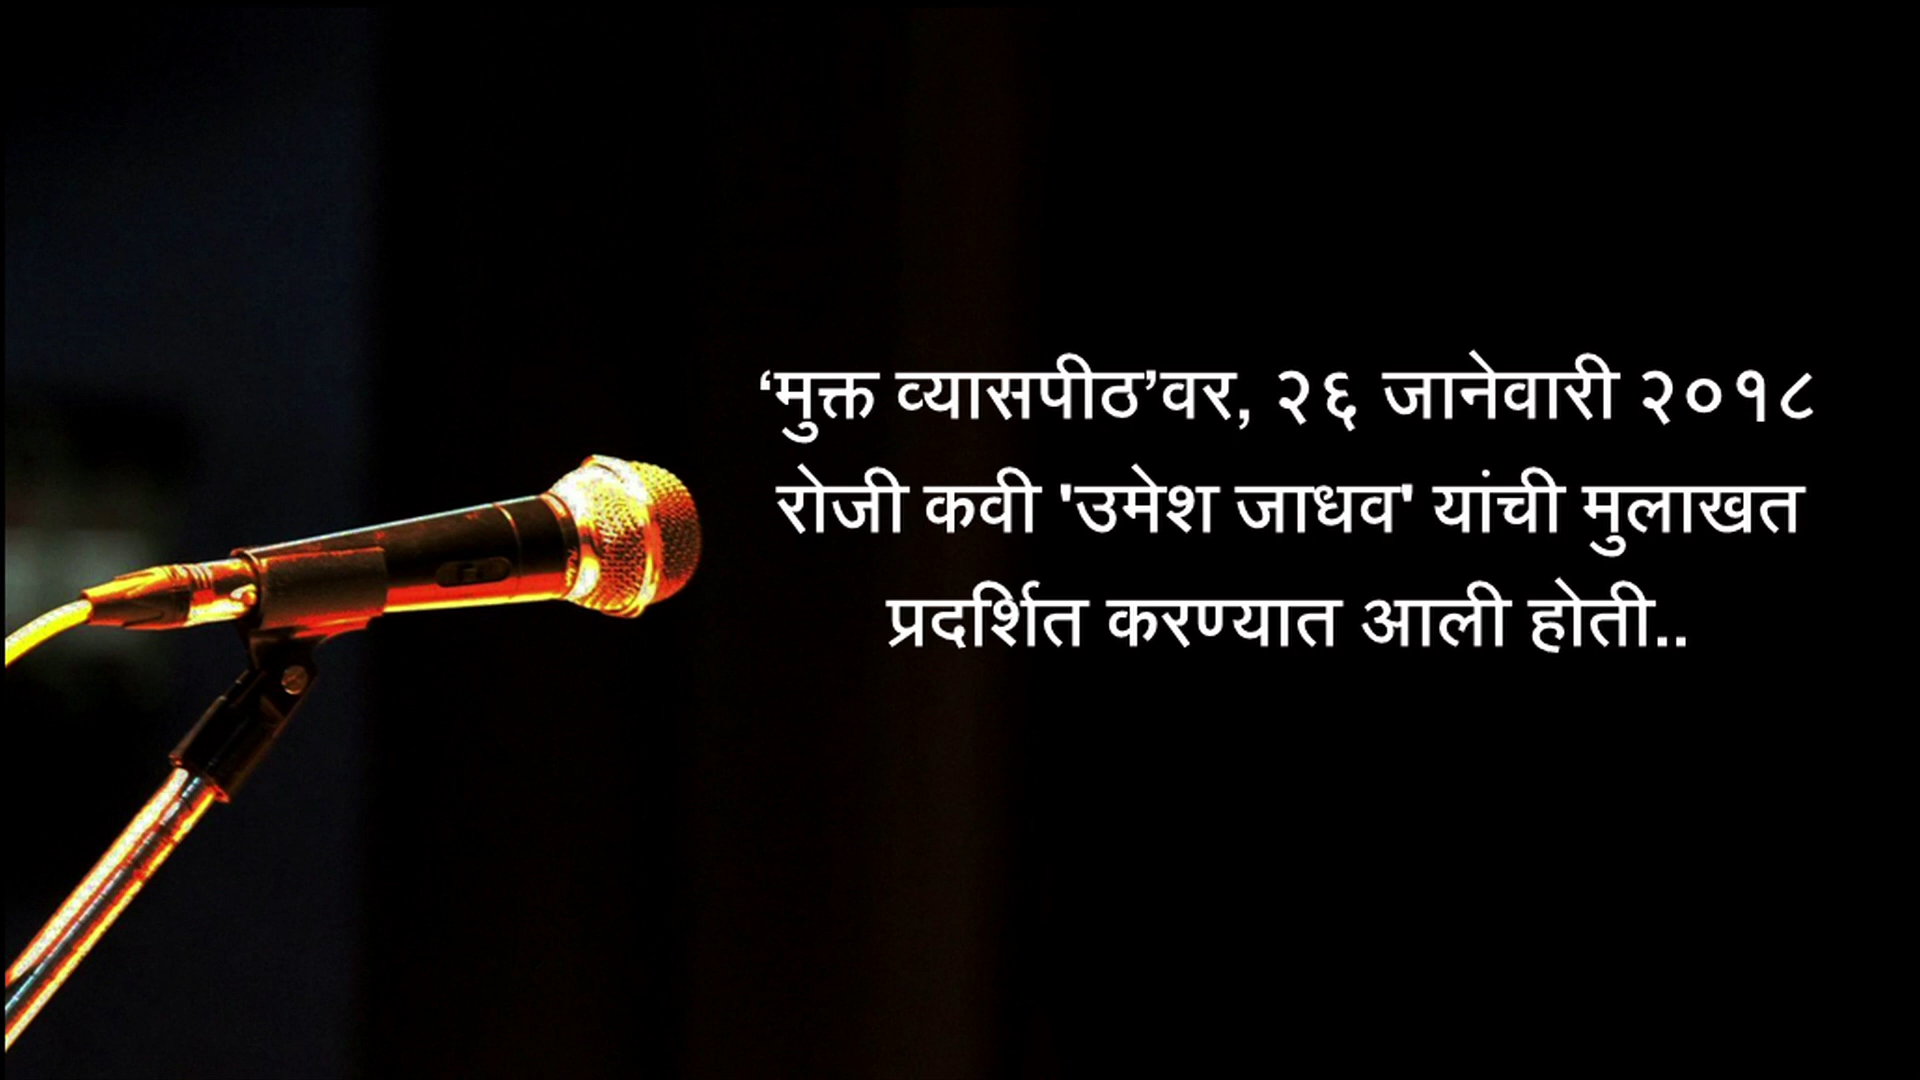 ‘मुक्त व्यासपीठ’वर, २६ जानेवारी २०१८
रोजी कवी 'उमेश जाधव' यांची मुलाखत
प्रदर्शित करण्यात आली होती..